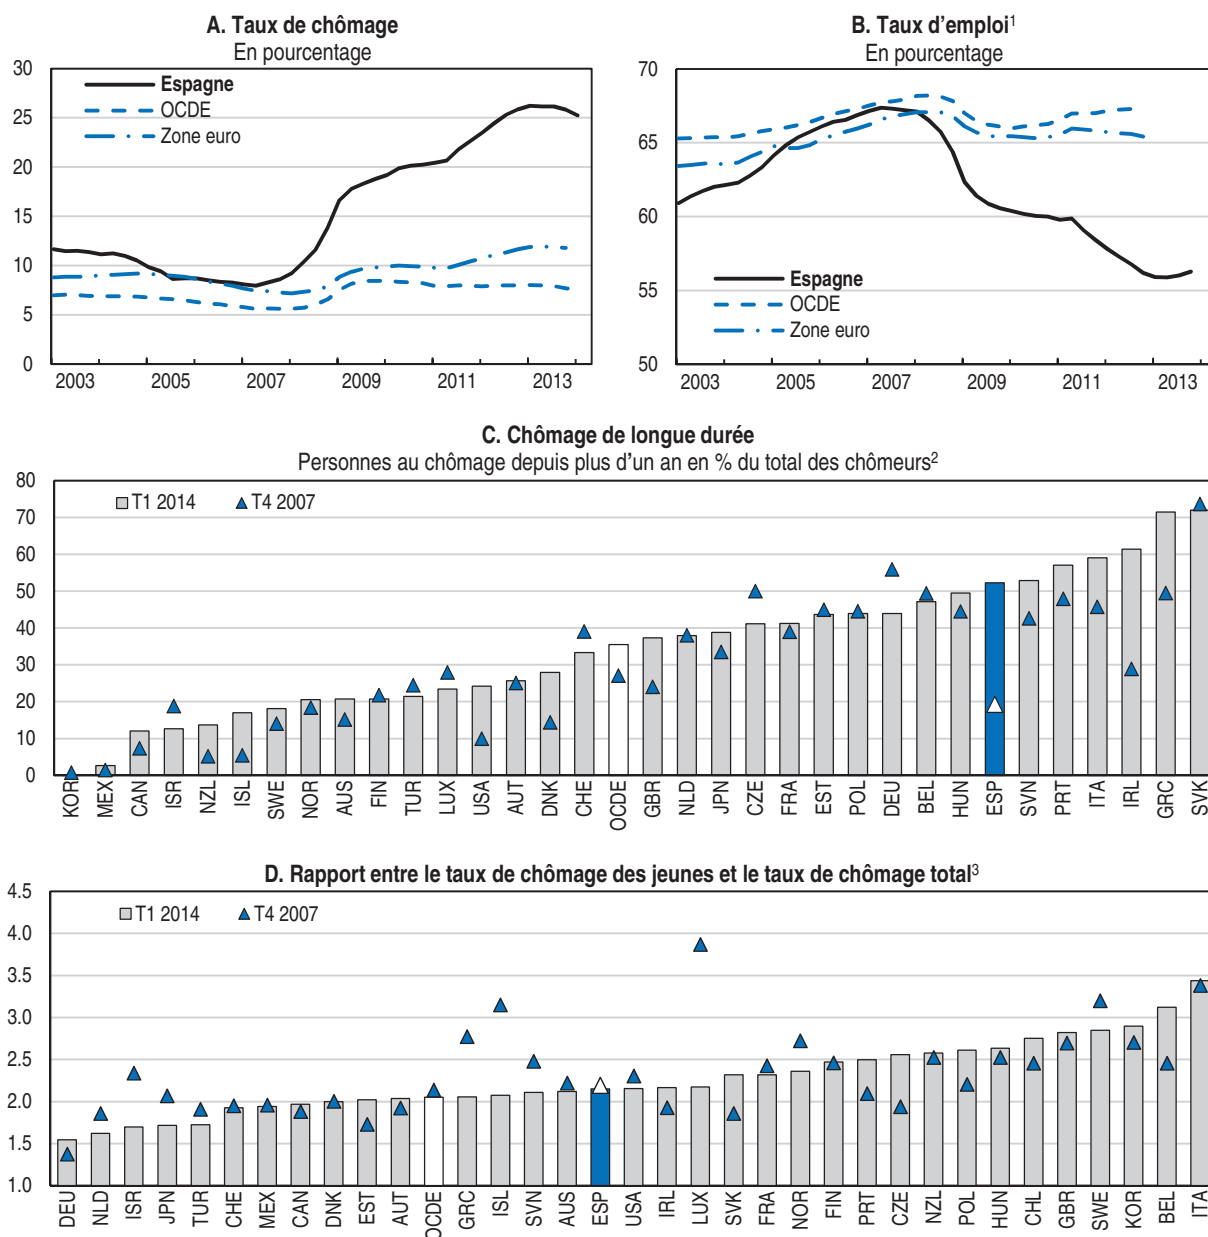 A. Taux de chômage
En pourcentage
30
25
20
15
10
5
0
Espagne
OCDE
Zone euro
2003 2005 2007 2009 2011 2013
B. Taux d'emploi¹
En pourcentage
70
65
60
55
50
Espagne
OCDE
Zone euro
2003 2005 2007 2009 2011 2013
C. Chômage de longue durée
Personnes au chômage depuis plus d'un an en % du total des chômeurs²
80
70
60
50
40
30
20
10
0
T1 2014 T4 2007
KOR MEX CAN ISR NZL ISL SWE NOR AUS FIN TUR LUX USA AUT DNK CHE OCDE GBR NLD JPN CZE FRA EST POL DEU BEL HUN ESP SVN PRT ITA IRL GRC SVK
D. Rapport entre le taux de chômage des jeunes et le taux de chômage total³
4.5
4.0
3.5
3.0
2.5
2.0
1.5
1.0
T1 2014 T4 2007
DEU NLD ISR JPN TUR CHE MEX CAN DNK EST AUT OCDE GRC ISL SVN AUS ESP USA IRL LUX SVK FRA NOR FIN PRT CZE NZL POL HUN CHL GBR SWE KOR BEL ITA